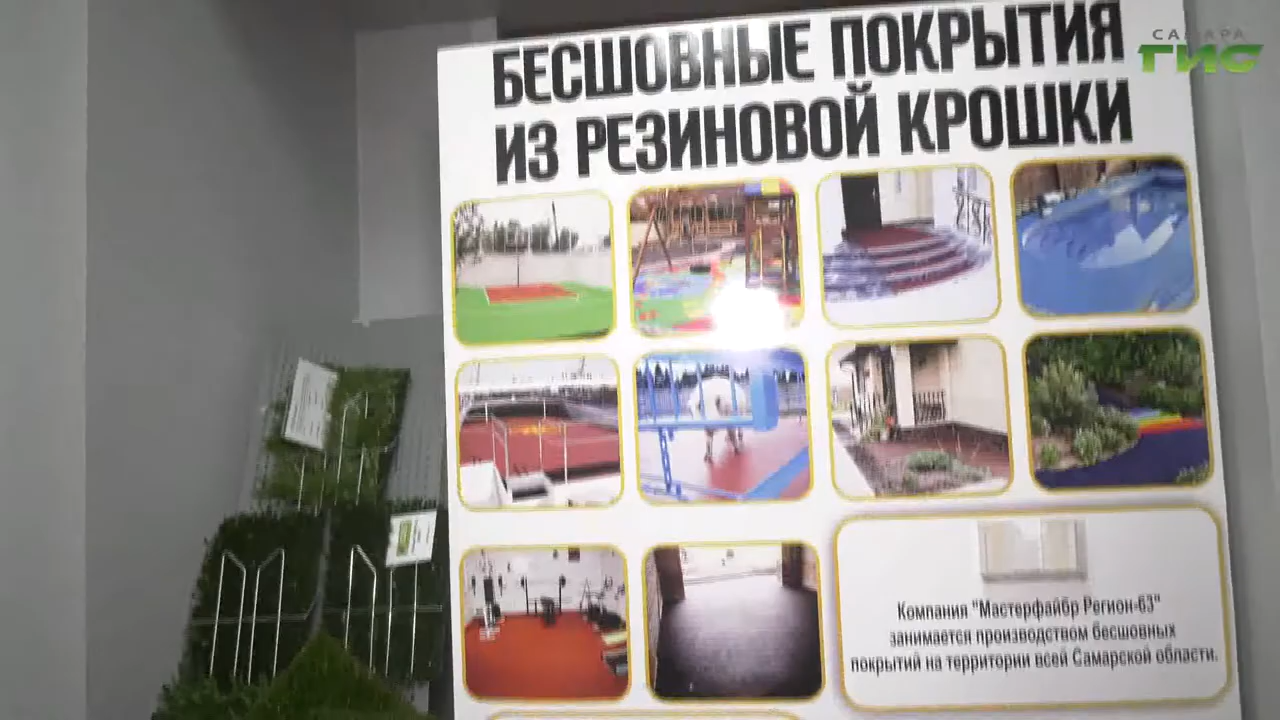 САМАРА
ГИС
БЕСШОВНЫЕ ПОКРЫТИЯ
ИЗ РЕЗИНОВОЙ КРОШКИ
Компания "Мастерфайбр Регион-63"
занимается производством бесшовных
покрытий на территории всей Самарской области.